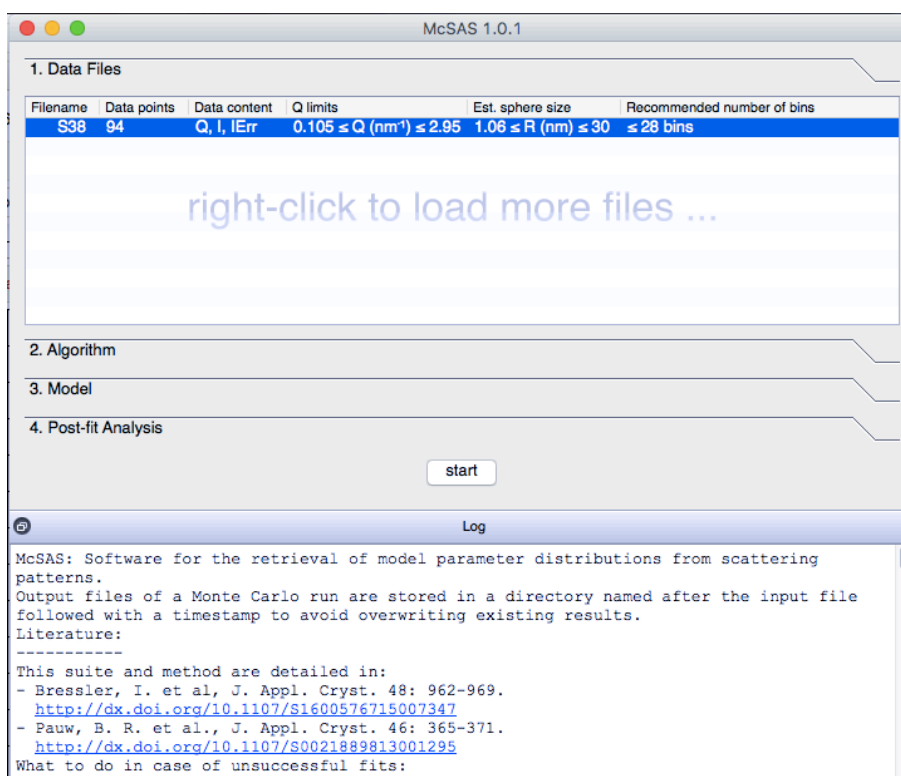 McSAS 1.0.1
1. Data Files
Filename Data points Data content Q limits Est. sphere size Recommended number of bins
S38 94 Q, I, IErr 0.105 ≤ Q (nm⁻¹) ≤ 2.95 1.06 ≤ R (nm) ≤ 30 ≤ 28 bins
right-click to load more files ...
2. Algorithm
3. Model
4. Post-fit Analysis
start
Log
McSAS: Software for the retrieval of model parameter distributions from scattering
patterns.
Output files of a Monte Carlo run are stored in a directory named after the input file
followed with a timestamp to avoid overwriting existing results.
Literature:
-----------
This suite and method are detailed in:
- Bressler, I. et al, J. Appl. Cryst. 48: 962-969.
http://dx.doi.org/10.1107/S1600576715007347
- Pauw, B. R. et al., J. Appl. Cryst. 46: 365-371.
http://dx.doi.org/10.1107/S0021889813001295
What to do in case of unsuccessful fits: